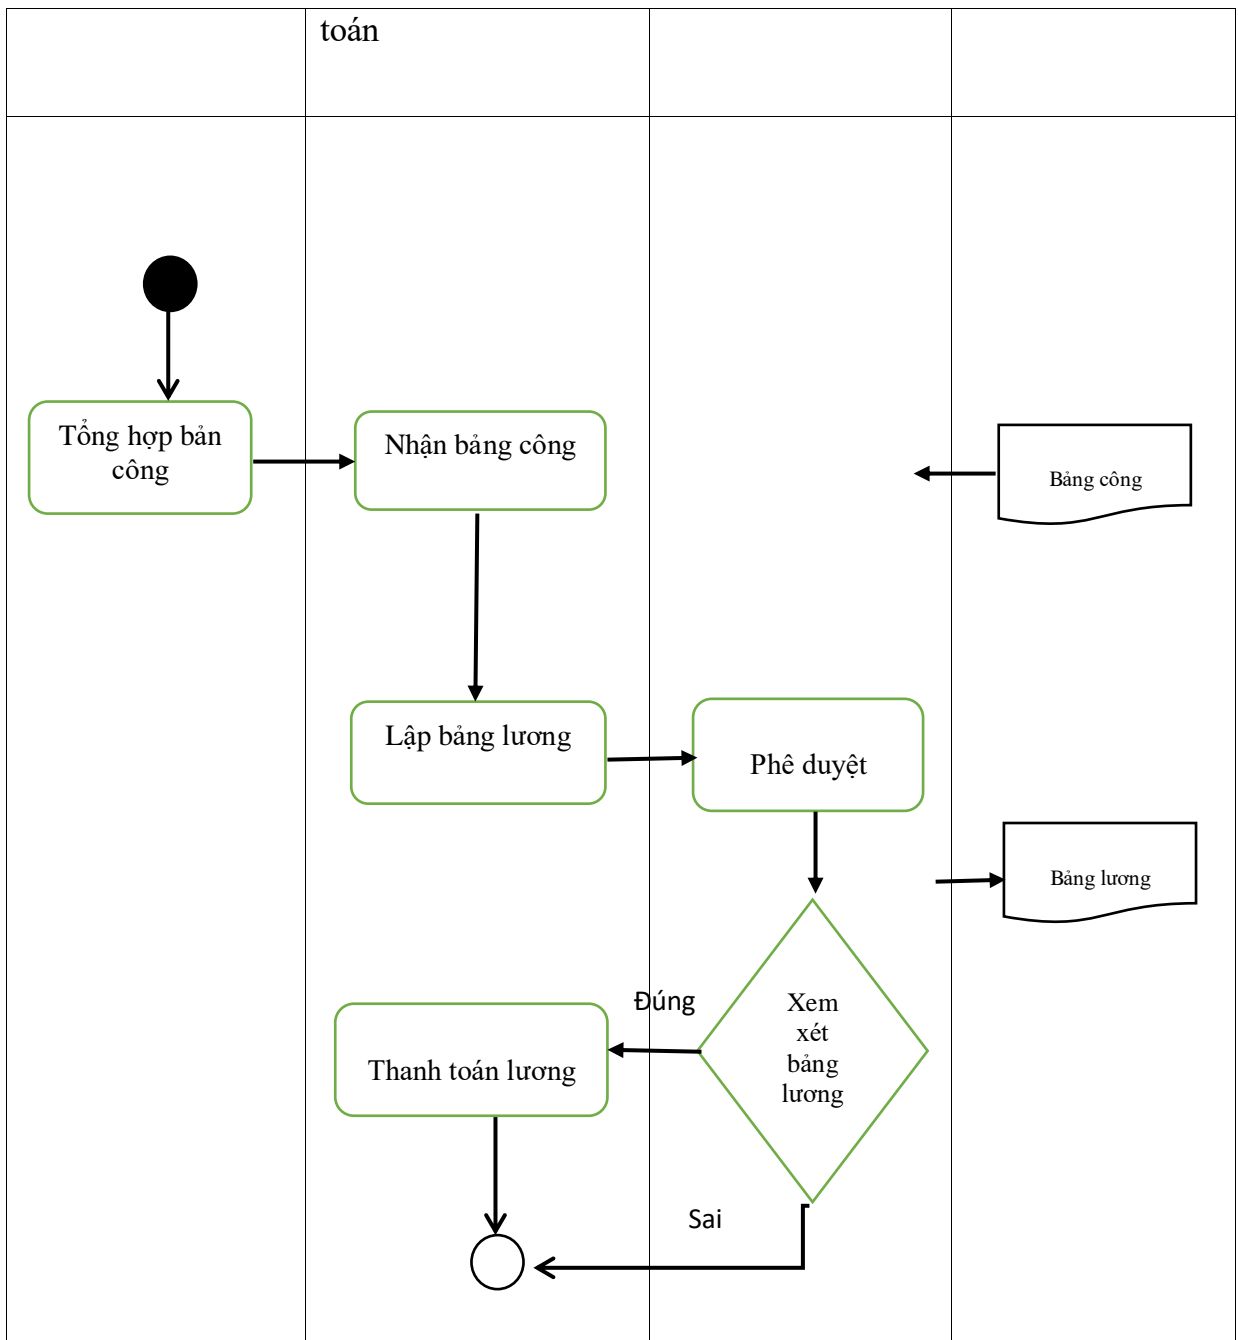 toán
Tổng hợp bản
công
Nhận bảng công
Bảng công
Lập bảng lương
Phê duyệt
Bảng lương
Đúng
Xem
xét
bảng
lương
Thanh toán lương
Sai